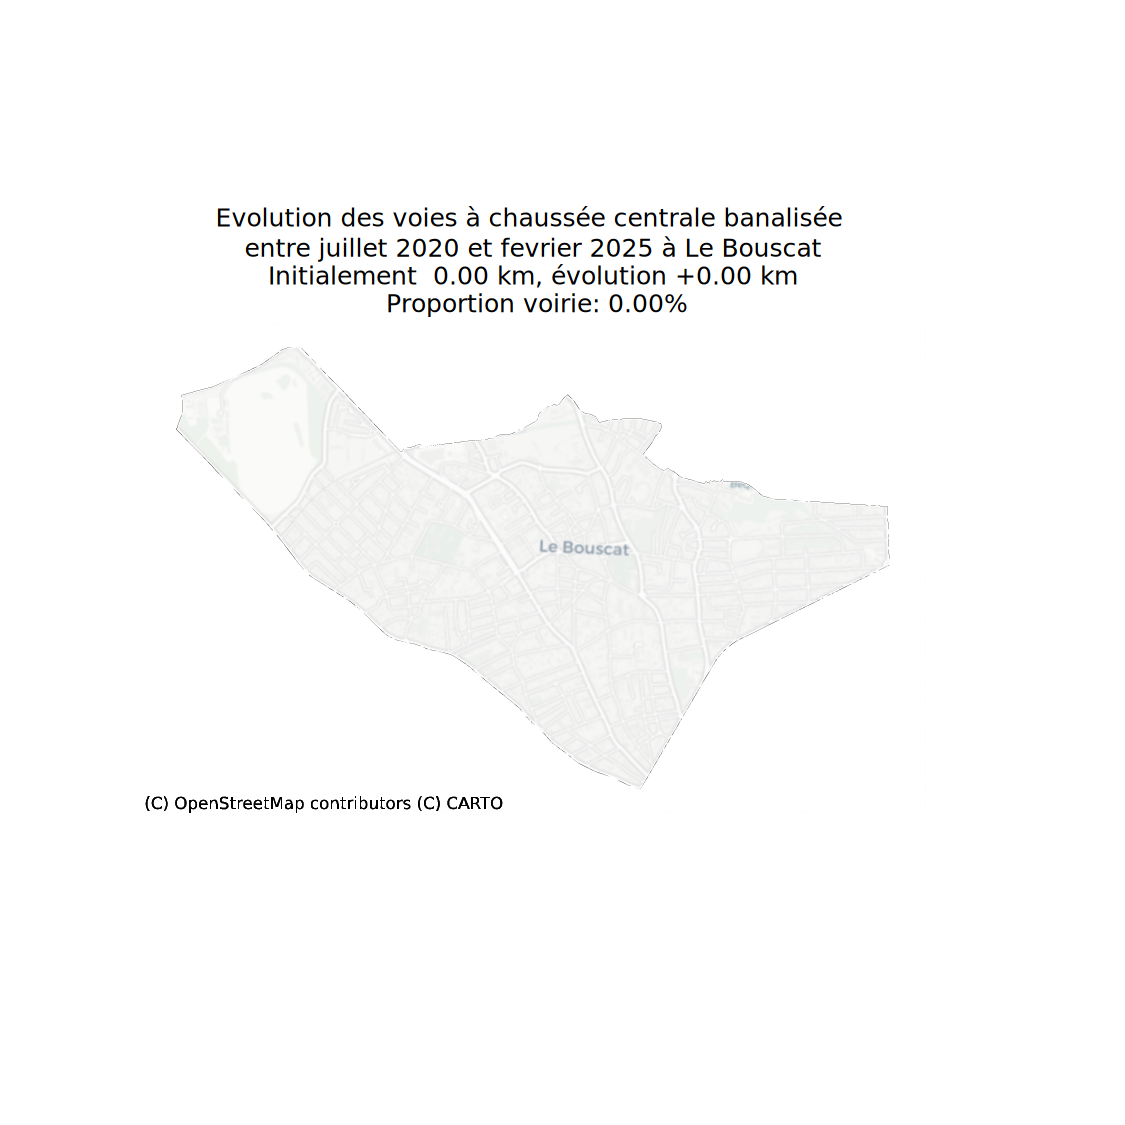 Evolution des voies à chaussée centrale banalisée
entre juillet 2020 et fevrier 2025 à Le Bouscat
Initialement  0.00 km, évolution +0.00 km
Proportion voirie: 0.00%
Le Bouscat
(C) OpenStreetMap contributors (C) CARTO